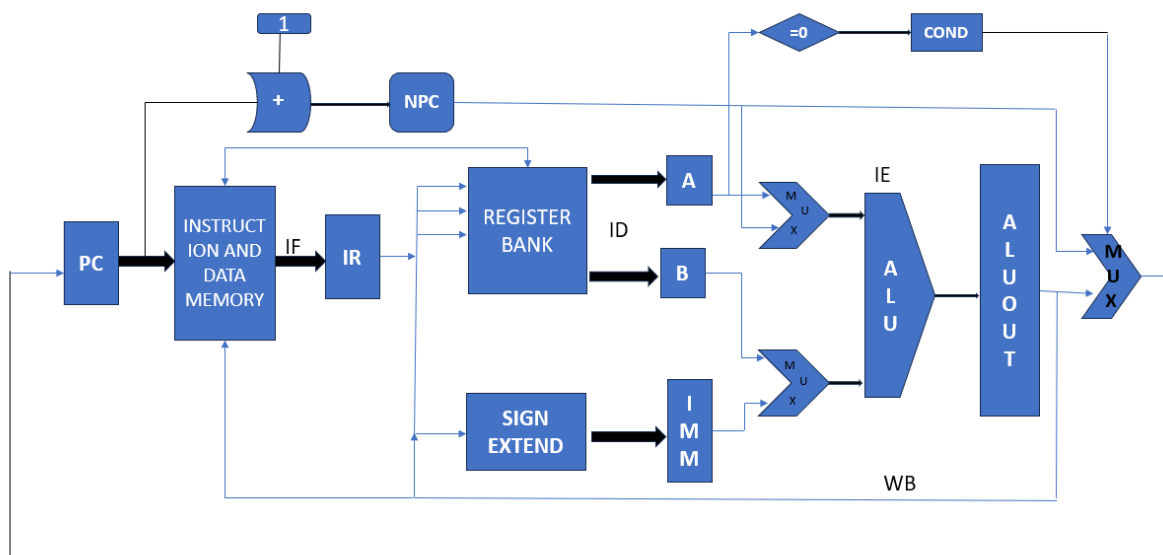 1
=0
COND
+
NPC
IE
A
M
U
X
INSTRUCT
ION AND
DATA
MEMORY
REGISTER
BANK
ID
IF
IR
PC
A
L
U
A
L
U
O
U
T
M
U
X
B
M
U
X
SIGN
EXTEND
I
M
M
WB